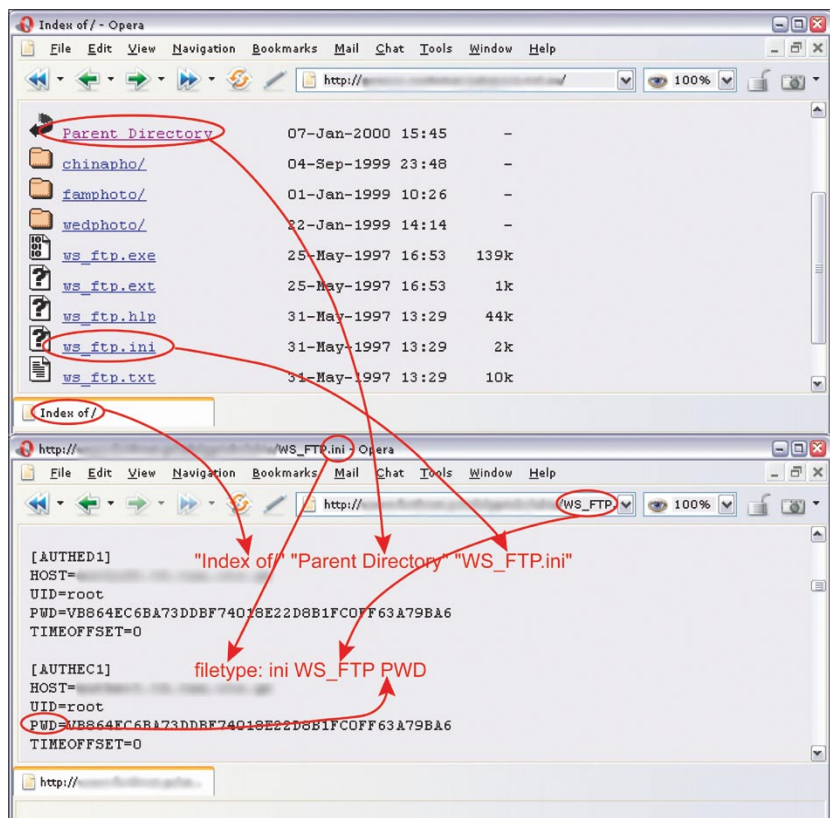 Index of / - Opera
File Edit View Navigation Bookmarks Mail Chat Tools Window Help
http:// / 100%
Parent Directory 07-Jan-2000 15:45 -
chinapho/ 04-Sep-1999 23:48 -
famphoto/ 01-Jan-1999 10:26 -
wedphoto/ 22-Jan-1999 14:14 -
ws_ftp.exe 25-May-1997 16:53 139k
ws_ftp.ext 25-May-1997 16:53 1k
ws_ftp.hlp 31-May-1997 13:29 44k
ws_ftp.ini 31-May-1997 13:29 2k
ws_ftp.txt 31-May-1997 13:29 10k
Index of /
http:// /WS_FTP.ini - Opera
File Edit View Navigation Bookmarks Mail Chat Tools Window Help
http:// /WS_FTP. 100%
[AUTHED1]
"Index of/" "Parent Directory" "WS_FTP.ini"
HOST=
UID=root
PWD=VB864EC6BA73DDBF74018E22D8B1FC0FF63A79BA6
TIMEOFFSET=0
[AUTHEC1]
filetype: ini WS_FTP PWD
HOST=
UID=root
PWD=VB864EC6BA73DDBF74018E22D8B1FC0FF63A79BA6
TIMEOFFSET=0
http://